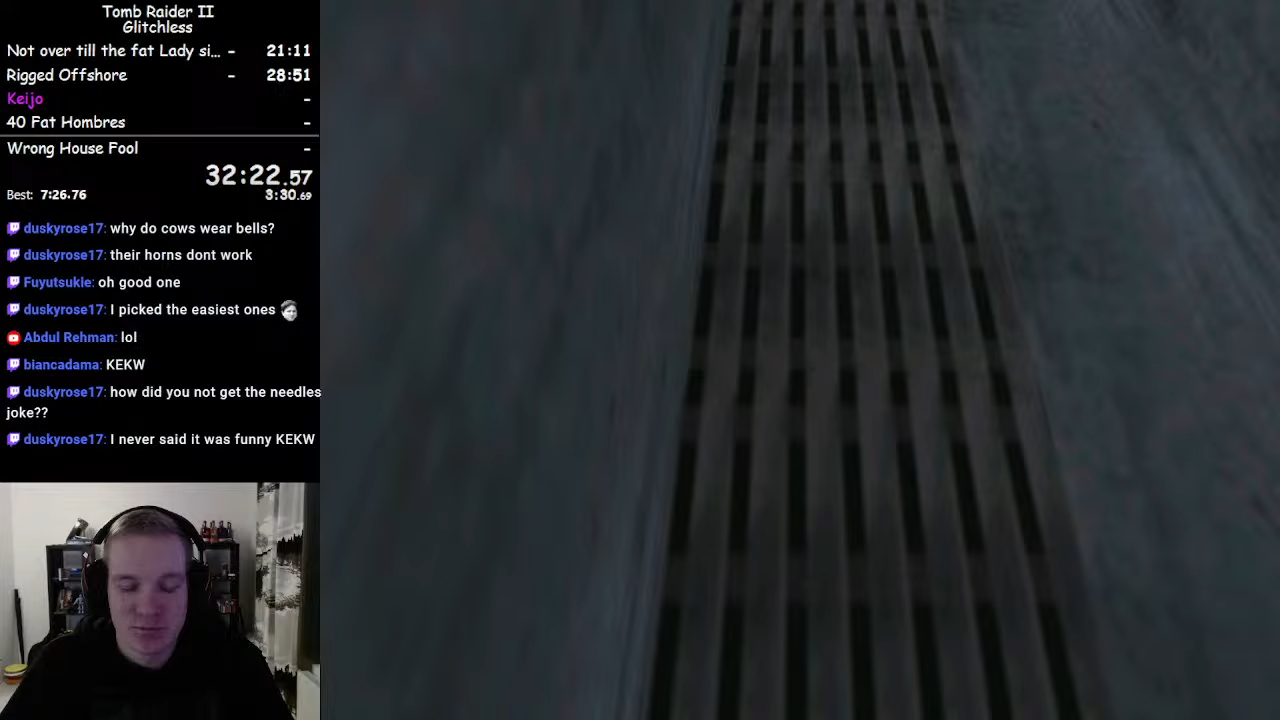 Tomb Raider II
Glitchless
Not over till the fat Lady si... - 21:11
Rigged Offshore - 28:51
Keijo -
40 Fat Hombres -
Wrong House Fool -
32:22.57
Best: 7:26.76 3:30.69
duskyrose17: why do cows wear bells?
duskyrose17: their horns dont work
Fuyutsukle: oh good one
duskyrose17: I picked the easiest ones
Abdul Rehman: lol
biancadama: KEKW
duskyrose17: how did you not get the needles
joke??
duskyrose17: I never said it was funny KEKW